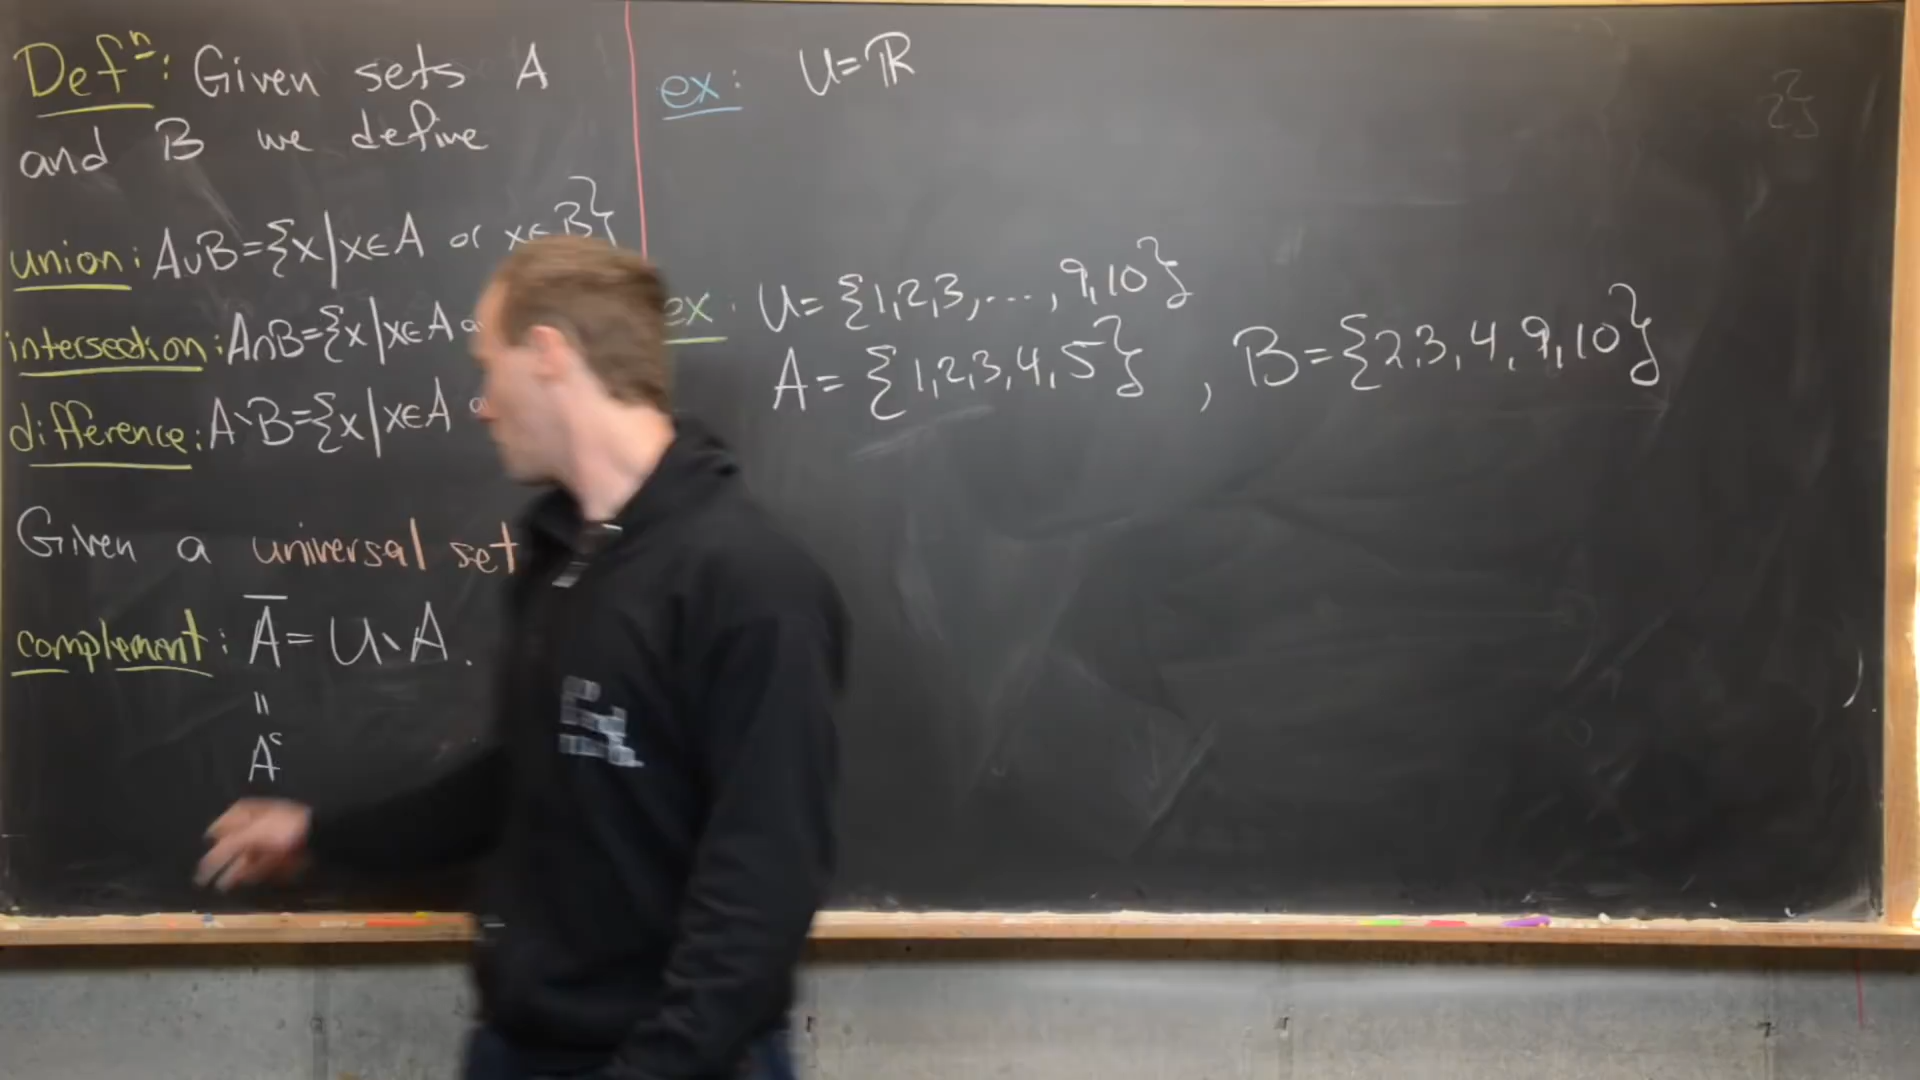 Defⁿ: Given sets A
and B we define
union: A∪B={x|x∈A or x∈B}
intersection: A∩B={x|x∈A
difference: A∖B={x|x∈A
Given a universal set
complement: A̅ = U∖A.
=
Aᶜ
ex: U=ℝ
ex: U={1,2,3,...,9,10}
A={1,2,3,4,5}, B={2,3,4,9,10}